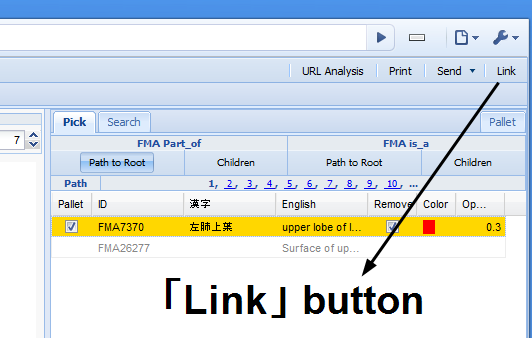 URL Analysis Print Send Link
7
Pick Search Pallet
FMA Part_of FMA is_a
Path to Root Children Path to Root Children
Path 1, 2, 3, 4, 5, 6, 7, 8, 9, 10, ...
Pallet ID 漢字 English Remove Color Op...
FMA7370 左肺上葉 upper lobe of l... 0.3
FMA26277 Surface of up...
「Link」button